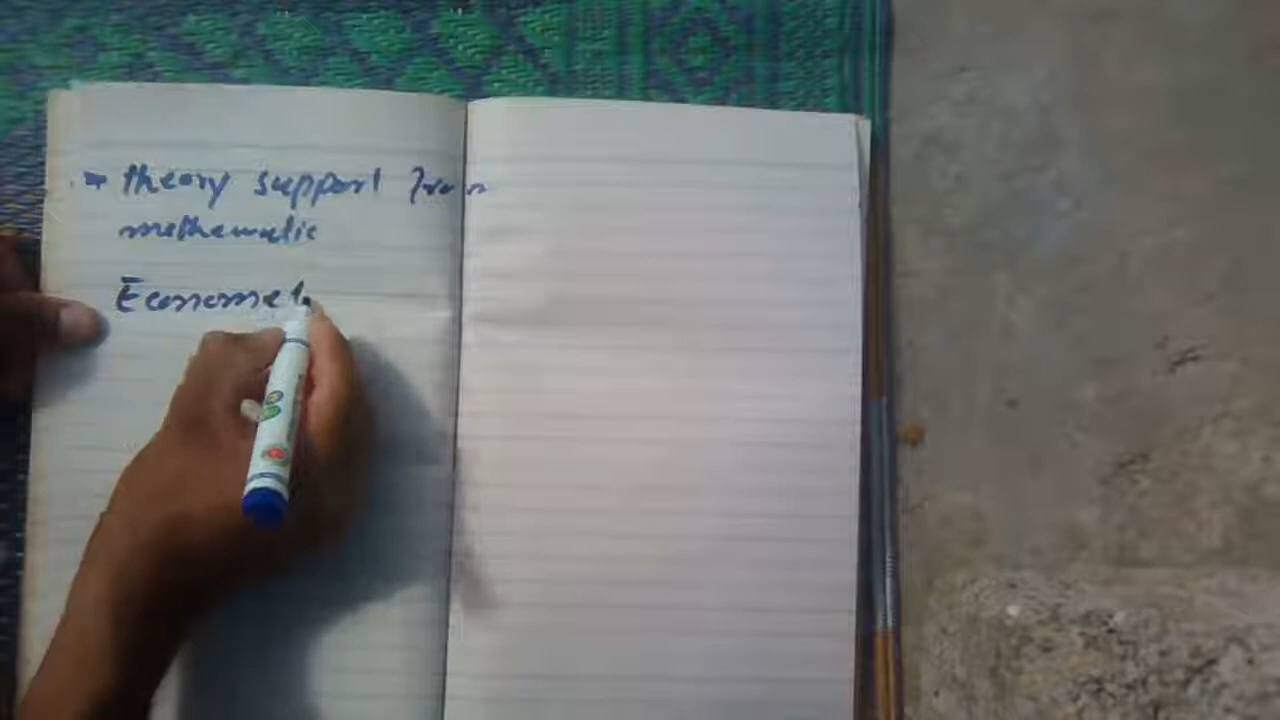 → theory support from
methematic
Economet